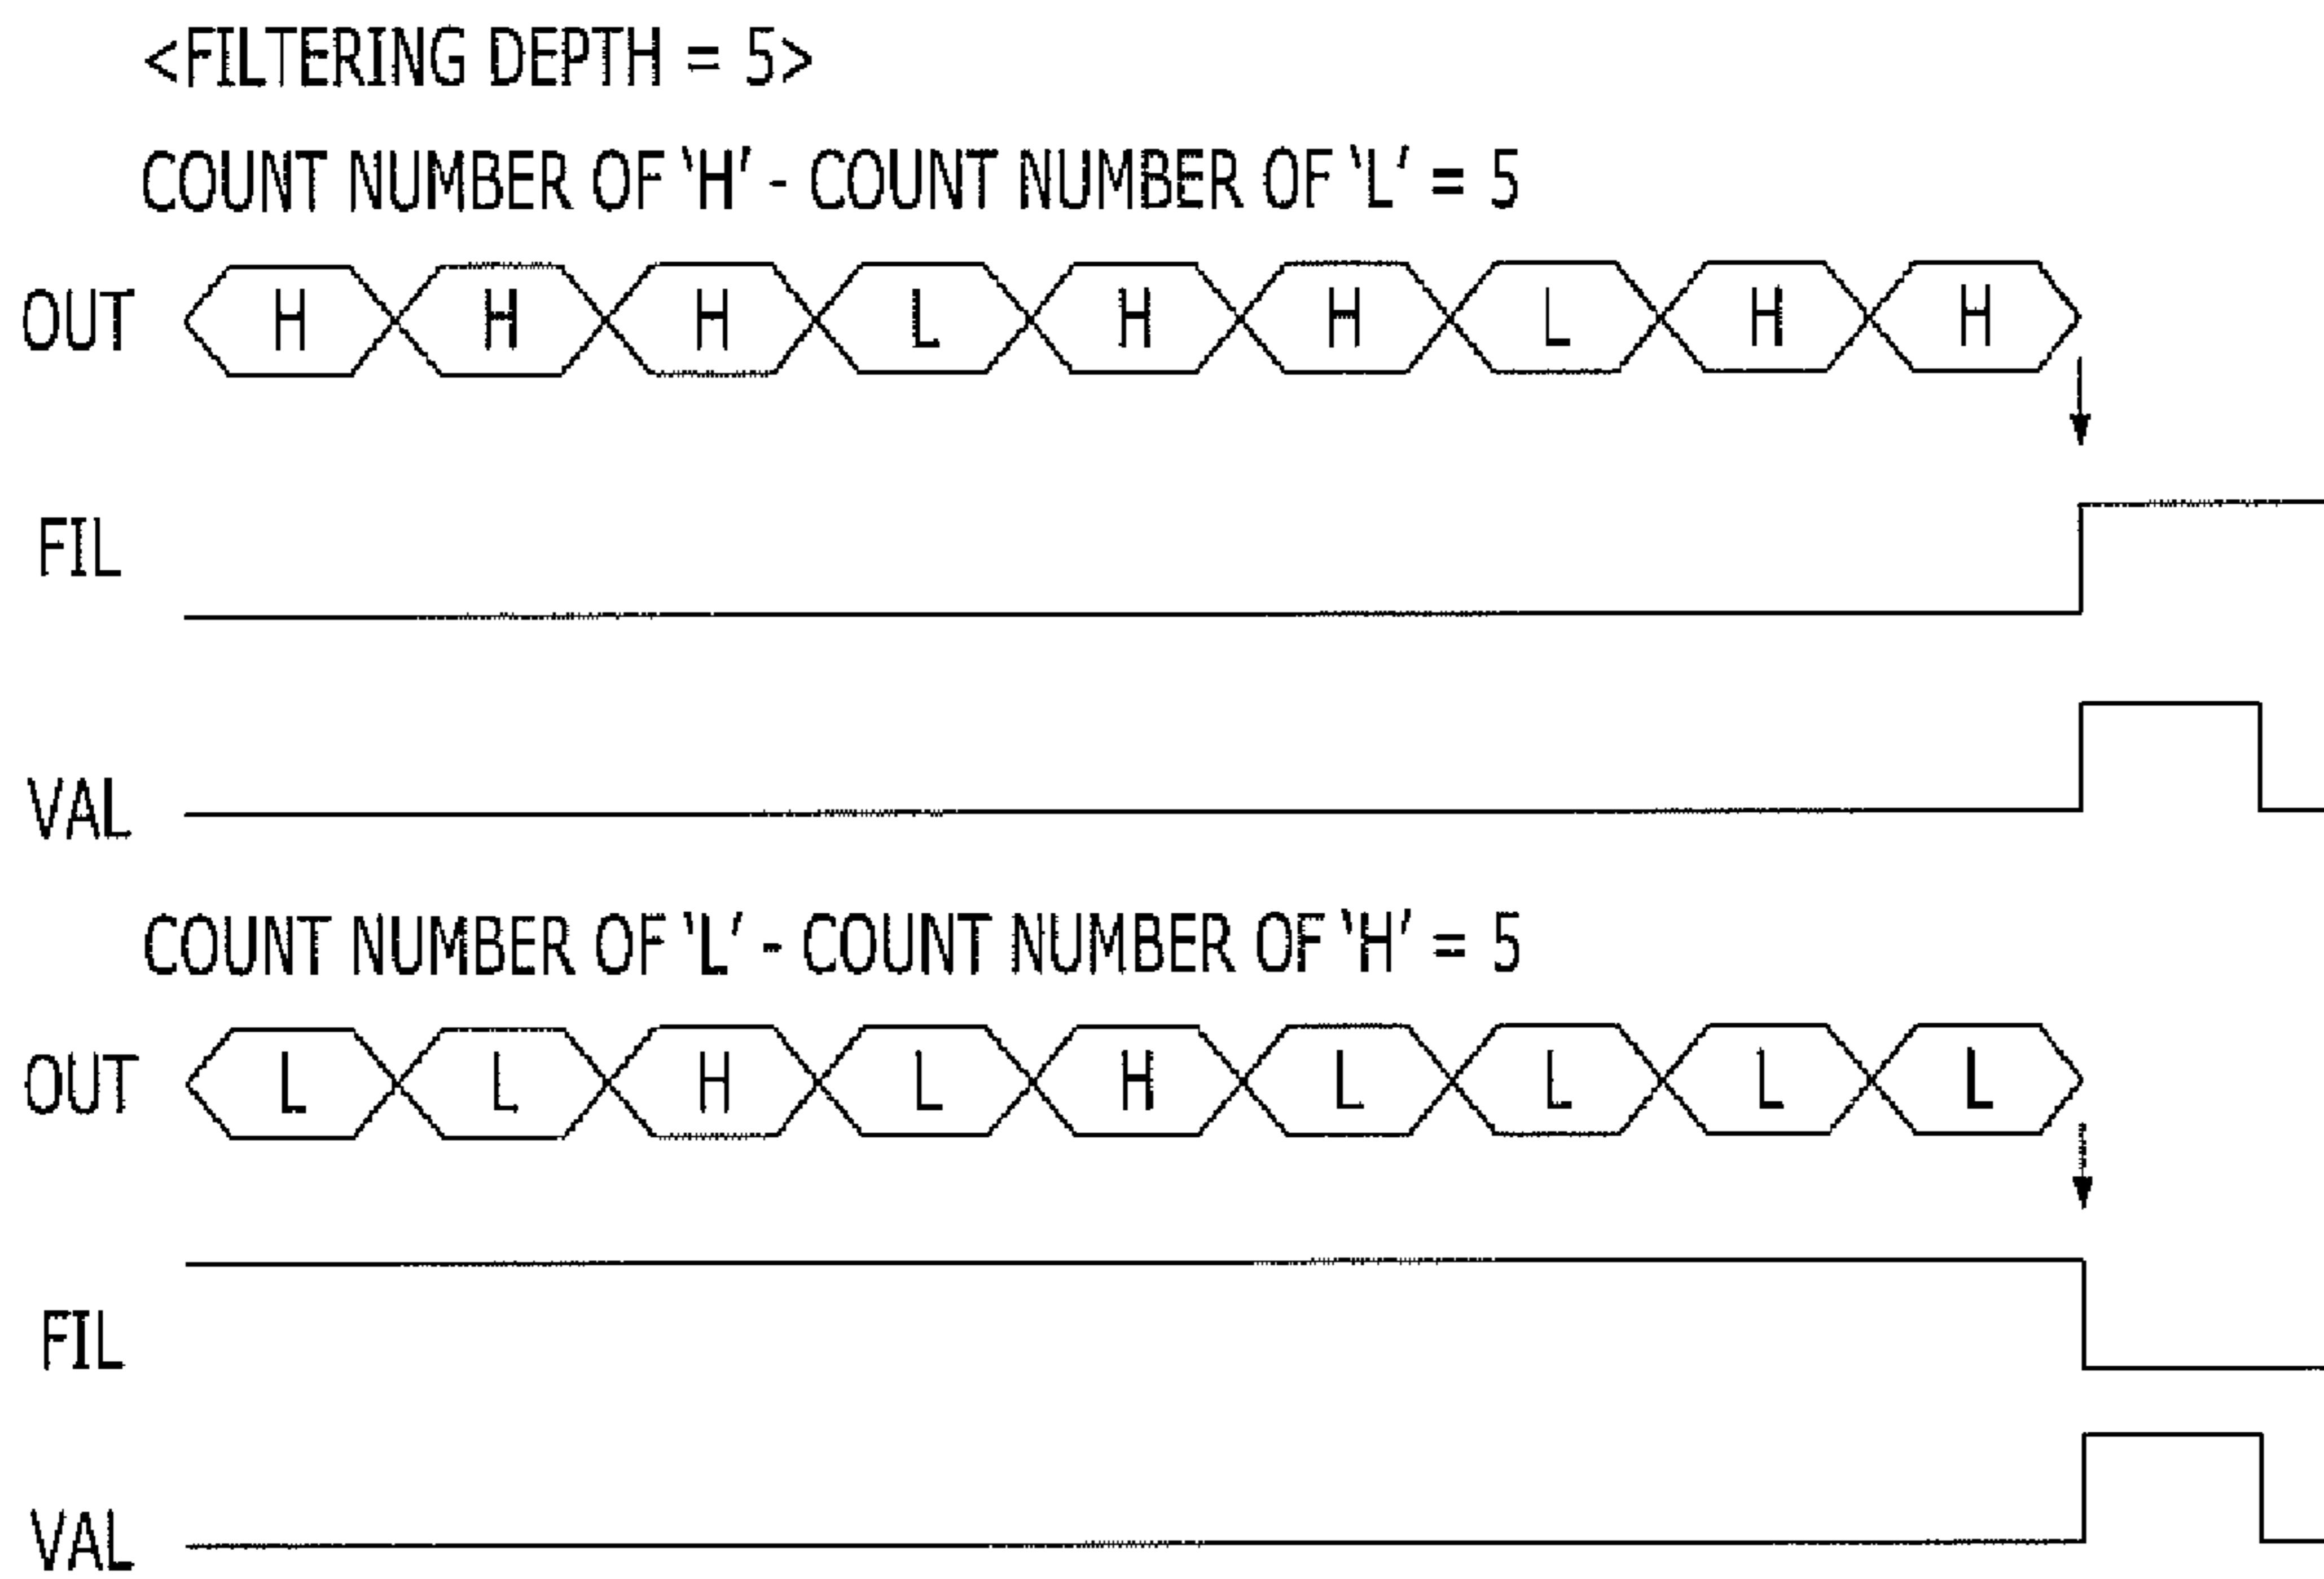 <FILTERING DEPTH = 5>
COUNT NUMBER OF 'H' - COUNT NUMBER OF 'L' = 5
OUT H H H L H H L H H
FIL
VAL
COUNT NUMBER OF 'L' - COUNT NUMBER OF 'H' = 5
OUT L L H L H L L L L
FIL
VAL